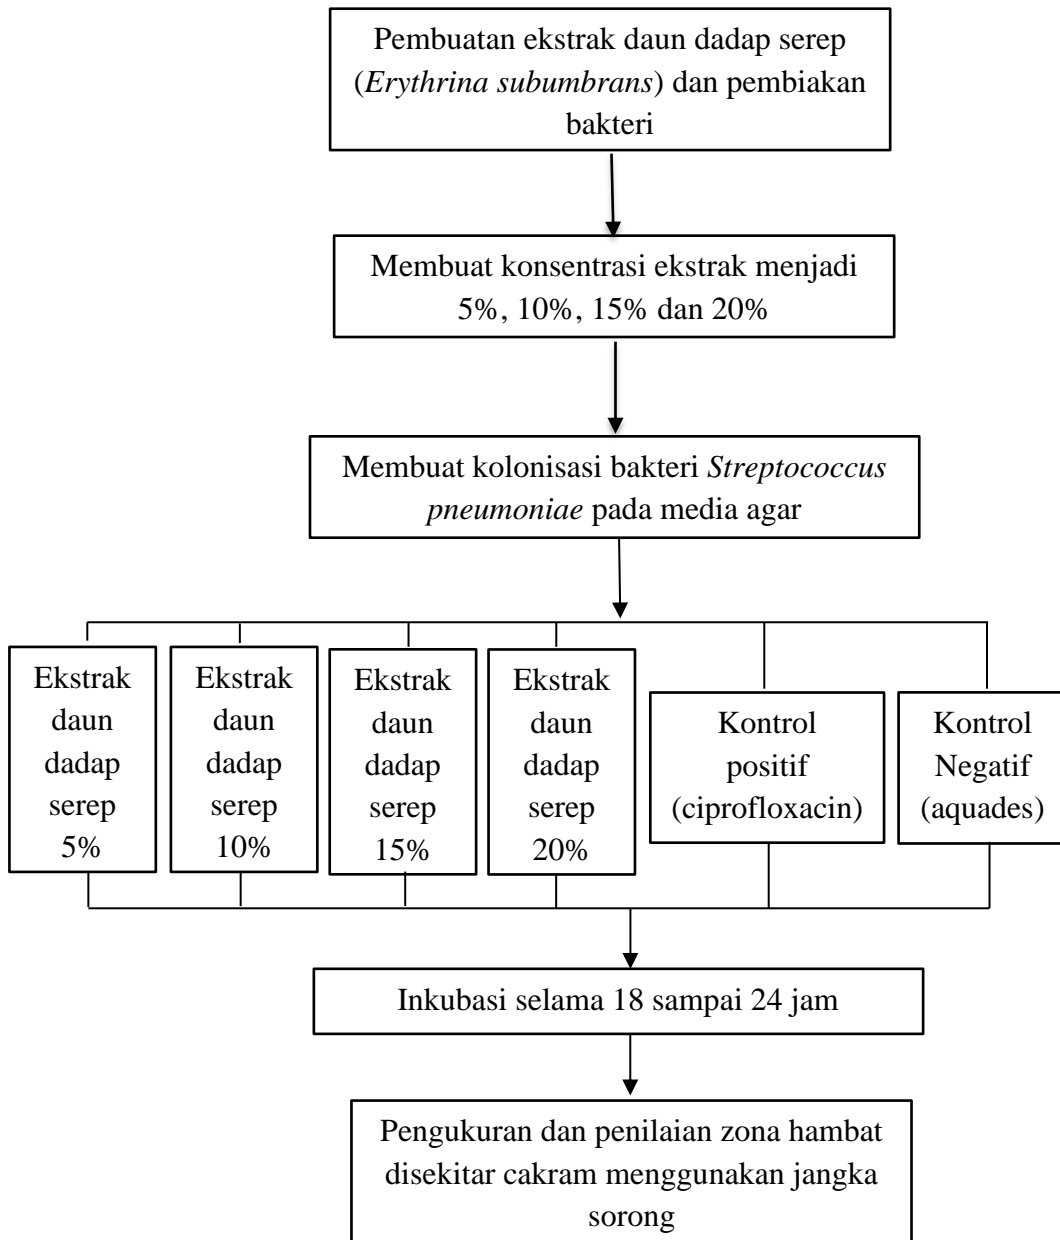 Pembuatan ekstrak daun dadap serep
(Erythrina subumbrans) dan pembiakan
bakteri
Membuat konsentrasi ekstrak menjadi
5%, 10%, 15% dan 20%
Membuat kolonisasi bakteri Streptococcus
pneumoniae pada media agar
Ekstrak
daun
dadap
serep
5%
Ekstrak
daun
dadap
serep
10%
Ekstrak
daun
dadap
serep
15%
Ekstrak
daun
dadap
serep
20%
Kontrol
positif
(ciprofloxacin)
Kontrol
Negatif
(aquades)
Inkubasi selama 18 sampai 24 jam
Pengukuran dan penilaian zona hambat
disekitar cakram menggunakan jangka
sorong